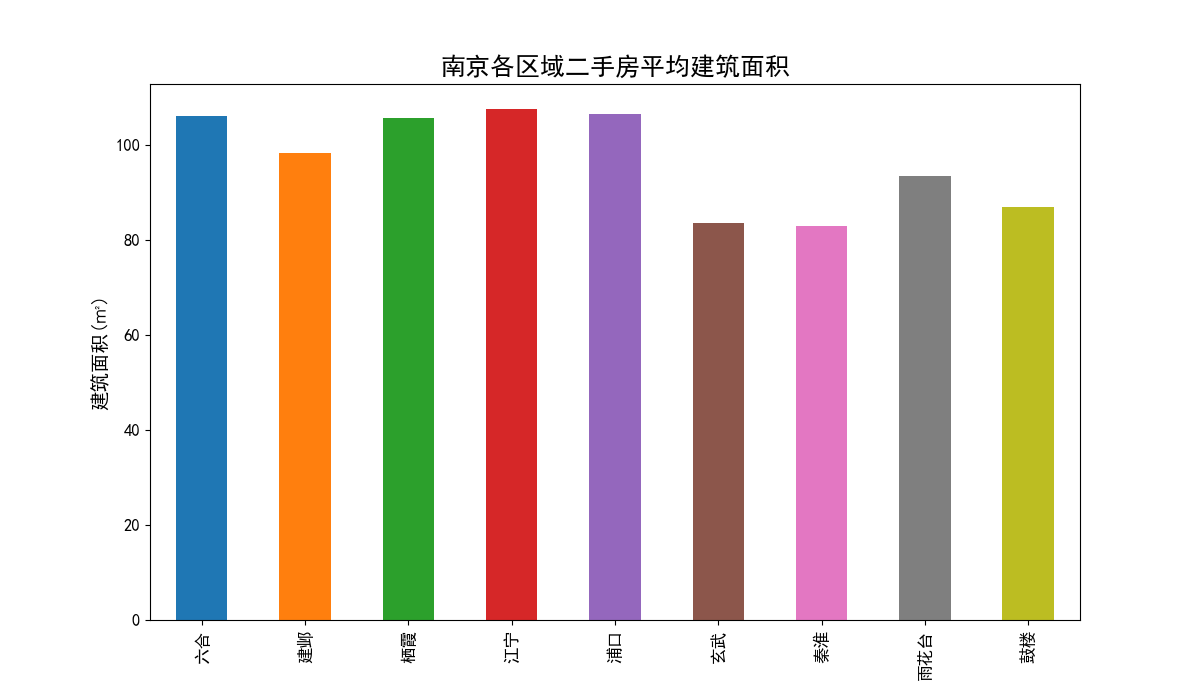 南京各区域二手房平均建筑面积
建筑面积(㎡)
100
80
60
40
20
0
六合
建邺
栖霞
江宁
浦口
玄武
秦淮
雨花台
鼓楼